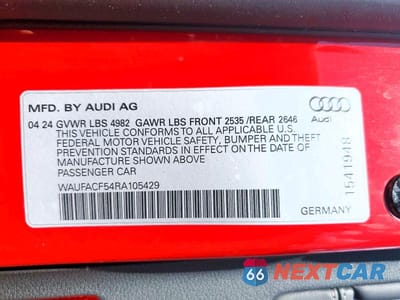 MFD. BY AUDI AG
04 24 GVWR LBS 4982 GAWR LBS FRONT 2535 /REAR 2646
THIS VEHICLE CONFORMS TO ALL APPLICABLE U.S.
FEDERAL MOTOR VEHICLE SAFETY, BUMPER AND THEFT
PREVENTION STANDARDS IN EFFECT ON THE DATE OF
MANUFACTURE SHOWN ABOVE
PASSENGER CAR
WAUFACF54RA105429
Audi
1541948
GERMANY
66 NEXTCAR